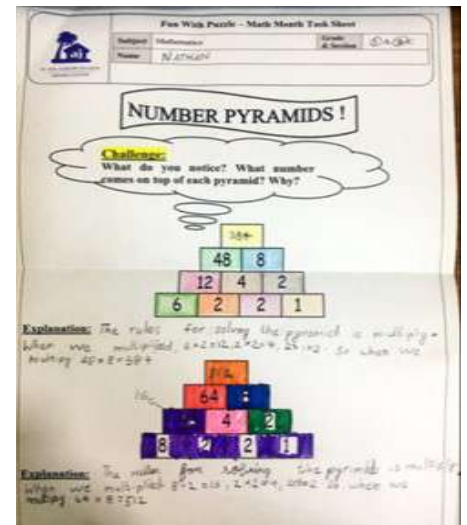 Fun With Puzzle - Math Month Task Sheet
Subject Mathematics Grade & Section
Name NATHAN
NUMBER PYRAMIDS !
Challenge:
What do you notice? What number
comes on top of each pyramid? Why?
384
48 8
12 4 2
6 2 2 1
Explanation: The rules for solving the pyramid is multiply.
When we multiplied, 6×2=12, 2×2=4, 2×1=2. So when we
multiply 48×8=384
512
64 8
16
4 2
8 2 2 1
Explanation: The rules for solving the pyramid is multiply
When we multiplied 8×2=16, 2×2=4, 2×1=2 so when we
multiply 64×8=512